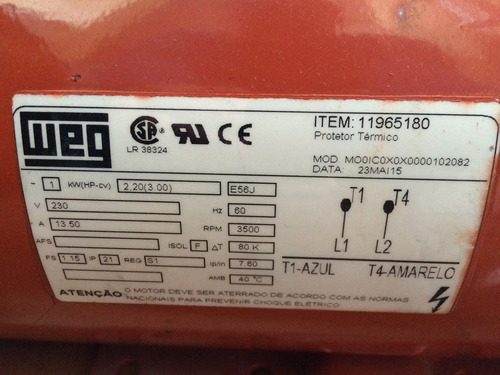 weg
SA
LR 38324
CE
ITEM: 11965180
Protetor Térmico
MOD. MO0IC0X0X0000102082
DATA: 23MAI15
~ 1 KW(HP-cv) 2,20(3.00) E56J
V 230 Hz 60
A 13.50 RPM 3500
AFS ISOL F ΔT 80 K
FS 1.15 IP 21 REG S1 Ip/In 7.60
AMB 40 °C
T1 T4
L1 L2
T1-AZUL T4-AMARELO
ATENÇÃO O MOTOR DEVE SER ATERRADO DE ACORDO COM AS NORMAS
NACIONAIS PARA PREVENIR CHOQUE ELÉTRICO